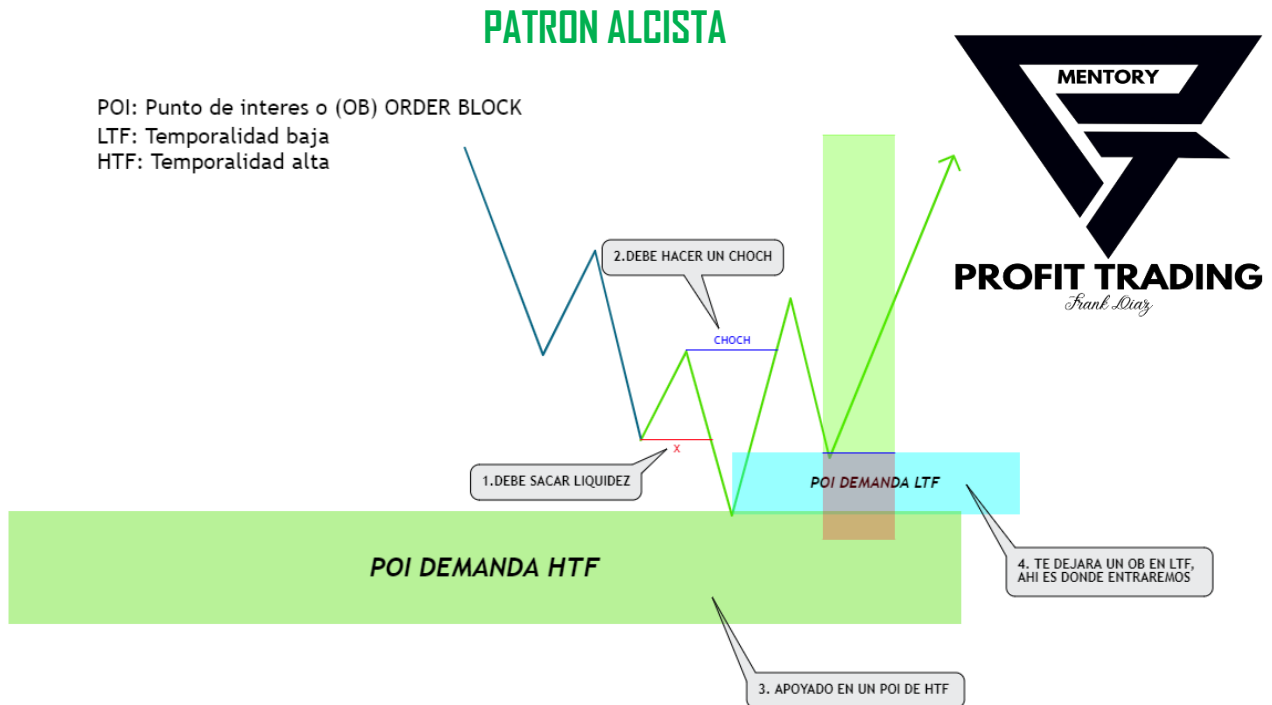 PATRON ALCISTA
MENTORY
PROFIT TRADING
Frank Diaz
POI: Punto de interes o (OB) ORDER BLOCK
LTF: Temporalidad baja
HTF: Temporalidad alta
2.DEBE HACER UN CHOCH
CHOCH
X
1.DEBE SACAR LIQUIDEZ
POI DEMANDA LTF
POI DEMANDA HTF
4. TE DEJARA UN OB EN LTF,
AHI ES DONDE ENTRAREMOS
3. APOYADO EN UN POI DE HTF